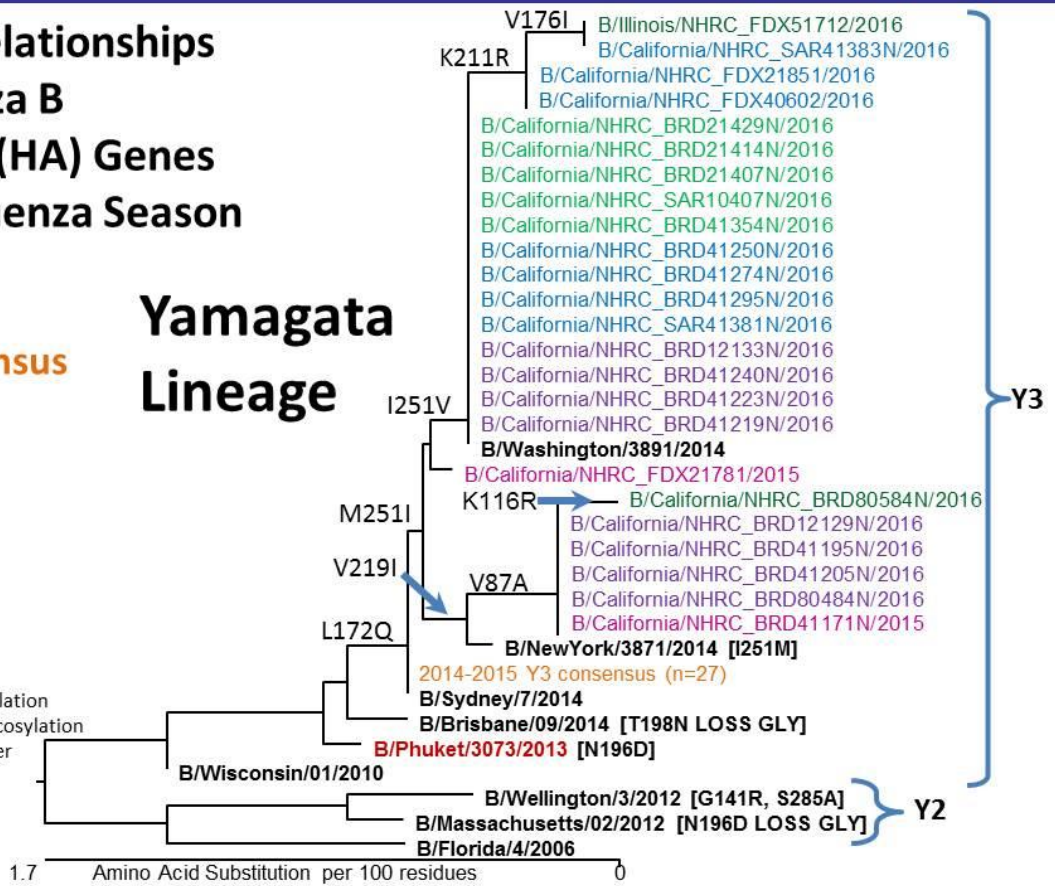 elationships
za B
(HA) Genes
enza Season
nsus
Yamagata
Lineage
V176I
B/Illinois/NHRC_FDX51712/2016
B/California/NHRC_SAR41383N/2016
K211R
B/California/NHRC_FDX21851/2016
B/California/NHRC_FDX40602/2016
B/California/NHRC_BRD21429N/2016
B/California/NHRC_BRD21414N/2016
B/California/NHRC_BRD21407N/2016
B/California/NHRC_SAR10407N/2016
B/California/NHRC_BRD41354N/2016
B/California/NHRC_BRD41250N/2016
B/California/NHRC_BRD41274N/2016
B/California/NHRC_BRD41295N/2016
B/California/NHRC_SAR41381N/2016
B/California/NHRC_BRD12133N/2016
B/California/NHRC_BRD41240N/2016
B/California/NHRC_BRD41223N/2016
B/California/NHRC_BRD41219N/2016
I251V
B/Washington/3891/2014
B/California/NHRC_FDX21781/2015
K116R
B/California/NHRC_BRD80584N/2016
M251I
B/California/NHRC_BRD12129N/2016
B/California/NHRC_BRD41195N/2016
V219I
V87A
B/California/NHRC_BRD41205N/2016
B/California/NHRC_BRD80484N/2016
B/California/NHRC_BRD41171N/2015
L172Q
B/NewYork/3871/2014 [I251M]
2014-2015 Y3 consensus (n=27)
B/Sydney/7/2014
B/Brisbane/09/2014 [T198N LOSS GLY]
B/Phuket/3073/2013 [N196D]
B/Wisconsin/01/2010
Y3
lation
cosylation
er
B/Wellington/3/2012 [G141R, S285A]
B/Massachusetts/02/2012 [N196D LOSS GLY]
B/Florida/4/2006
Y2
1.7 Amino Acid Substitution per 100 residues 0